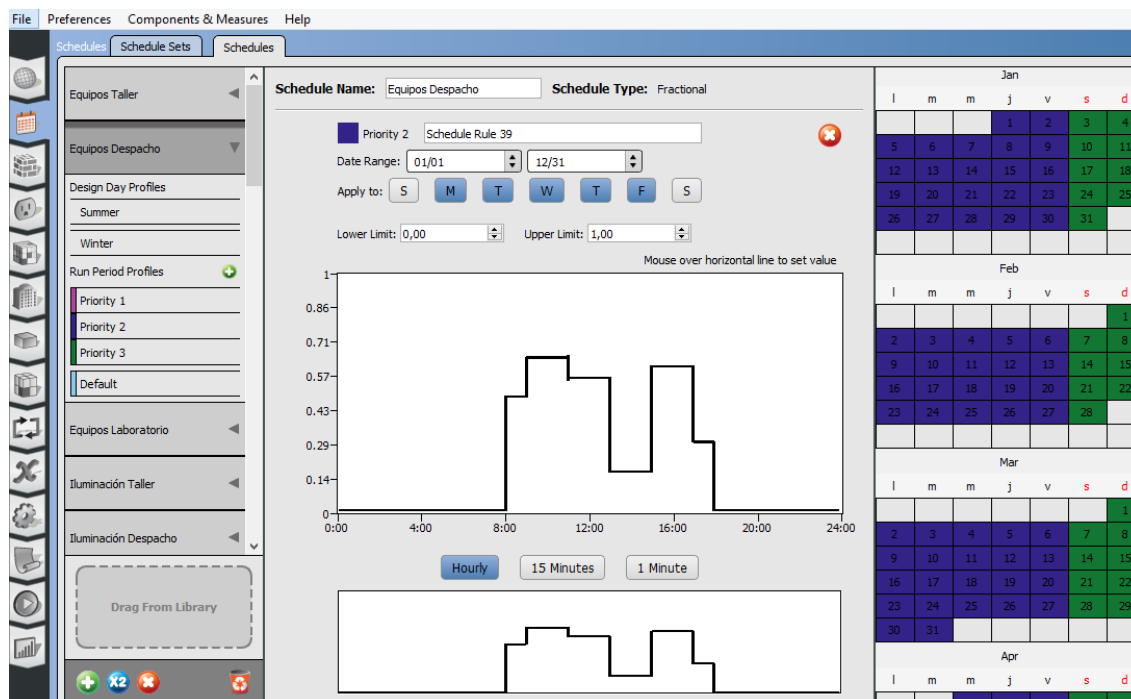 File Preferences Components & Measures Help
Schedules Schedule Sets Schedules
Equipos Taller
Equipos Despacho
Design Day Profiles
Summer
Winter
Run Period Profiles
Priority 1
Priority 2
Priority 3
Default
Equipos Laboratorio
Iluminación Taller
Iluminación Despacho
Drag From Library
X2
Schedule Name: Equipos Despacho Schedule Type: Fractional
Priority 2 Schedule Rule 39
Date Range: 01/01 12/31
Apply to: S M T W T F S
Lower Limit: 0,00 Upper Limit: 1,00
Mouse over horizontal line to set value
1
0.86
0.71
0.57
0.43
0.29
0.14
0
0:00 4:00 8:00 12:00 16:00 20:00 24:00
Hourly 15 Minutes 1 Minute
Jan
l m m j v s d
1 2 3 4
5 6 7 8 9 10 11
12 13 14 15 16 17 18
19 20 21 22 23 24 25
26 27 28 29 30 31
Feb
l m m j v s d
1
2 3 4 5 6 7 8
9 10 11 12 13 14 15
16 17 18 19 20 21 22
23 24 25 26 27 28
Mar
l m m j v s d
1
2 3 4 5 6 7 8
9 10 11 12 13 14 15
16 17 18 19 20 21 22
23 24 25 26 27 28 29
30 31
Apr
l m m j v s d